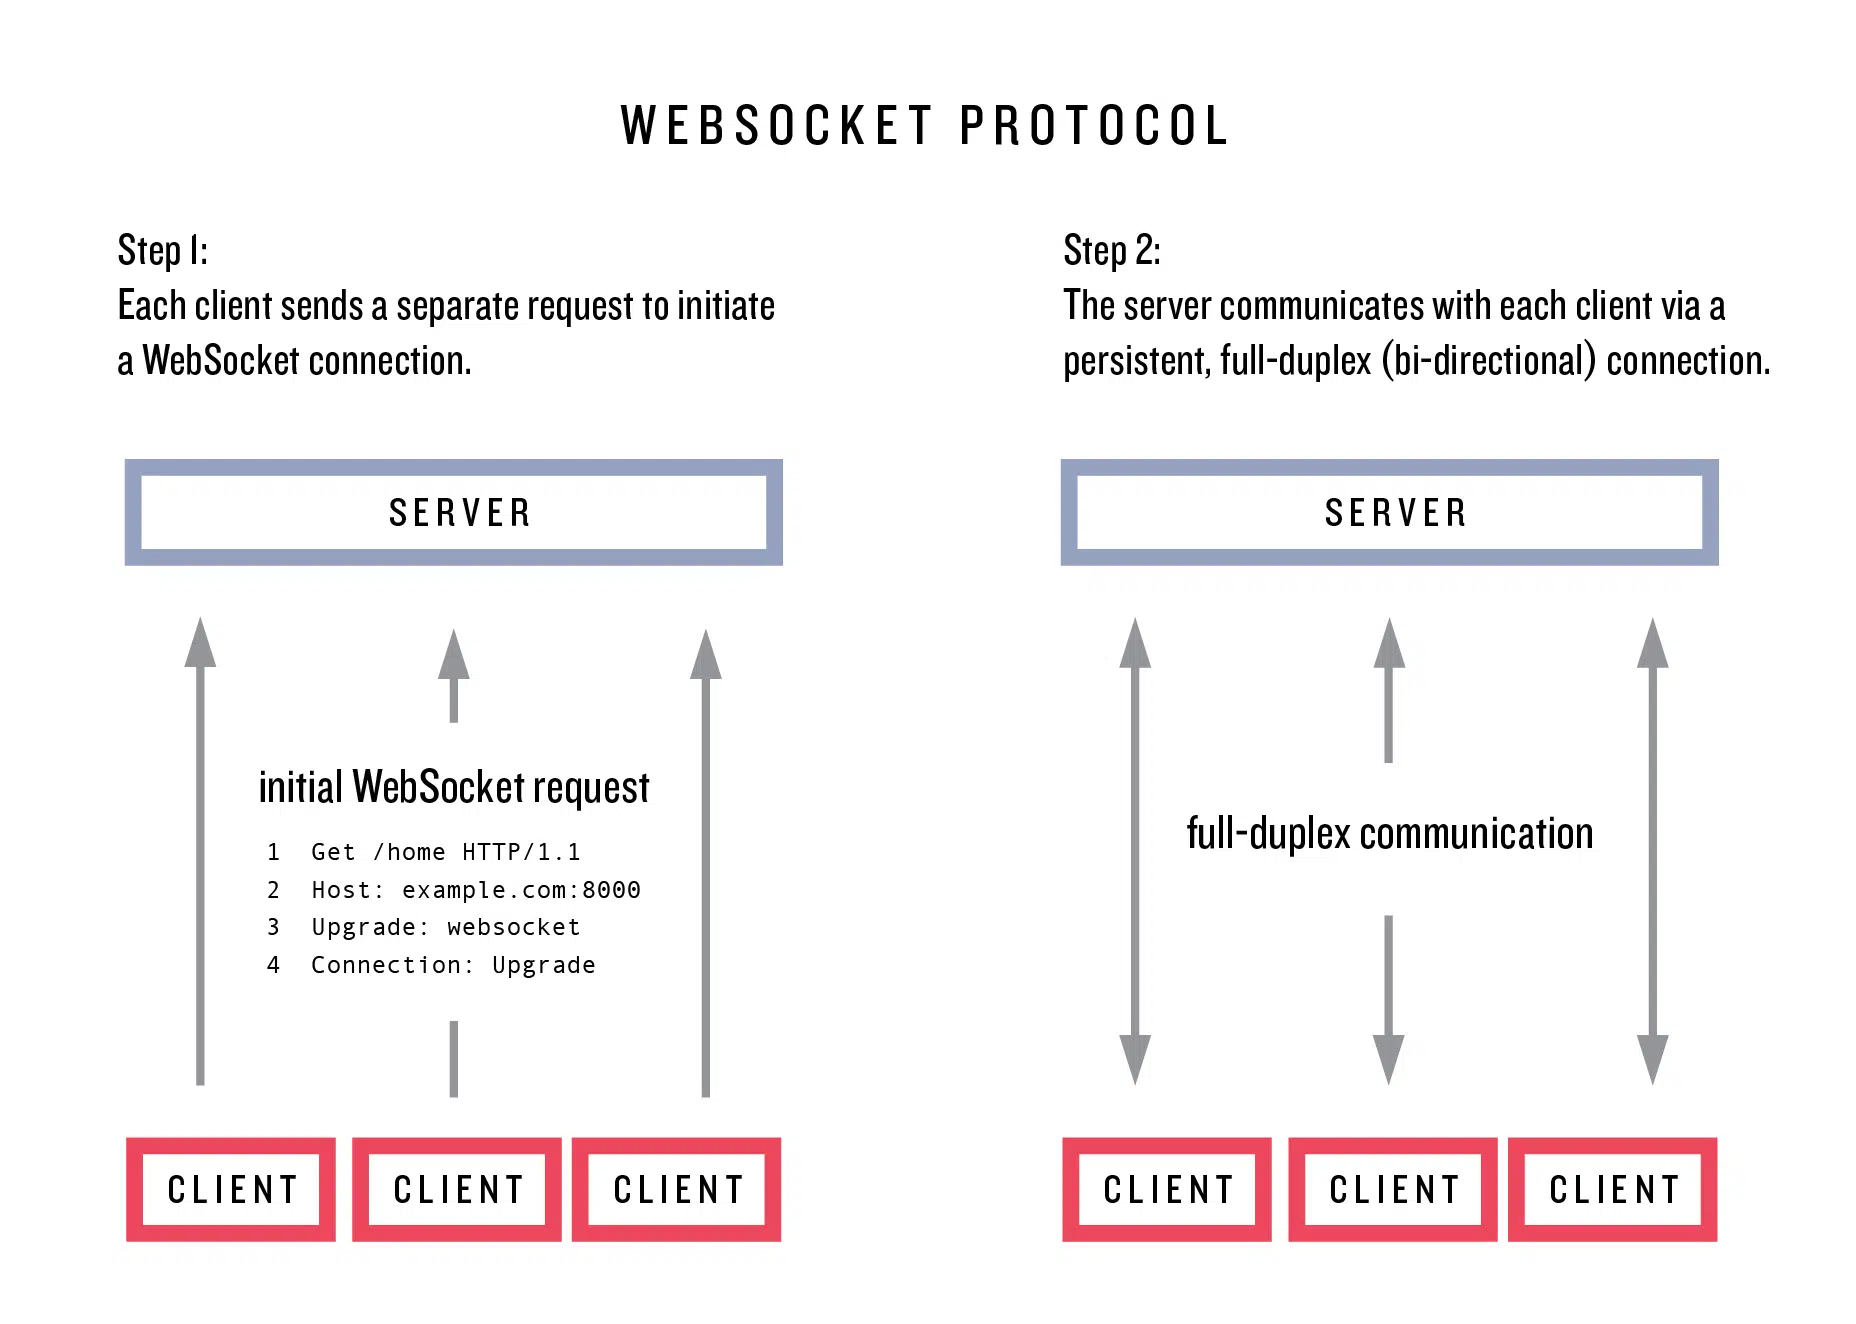 WEBSOCKET PROTOCOL
Step 1:
Each client sends a separate request to initiate
a WebSocket connection.
SERVER
initial WebSocket request
1 Get /home HTTP/1.1
2 Host: example.com:8000
3 Upgrade: websocket
4 Connection: Upgrade
CLIENT
CLIENT
CLIENT
Step 2:
The server communicates with each client via a
persistent, full-duplex (bi-directional) connection.
SERVER
full-duplex communication
CLIENT
CLIENT
CLIENT